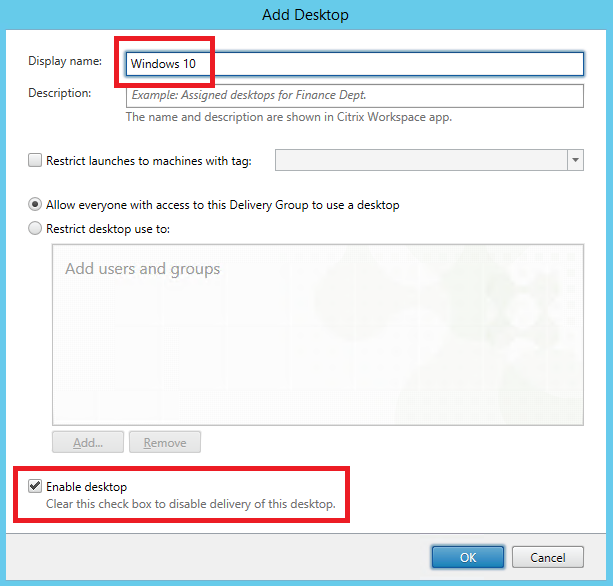 Add Desktop
Display name: Windows 10
Description: Example: Assigned desktops for Finance Dept.
The name and description are shown in Citrix Workspace app.
Restrict launches to machines with tag:
Allow everyone with access to this Delivery Group to use a desktop
Restrict desktop use to:
Add users and groups
Add... Remove
Enable desktop
Clear this check box to disable delivery of this desktop.
OK Cancel